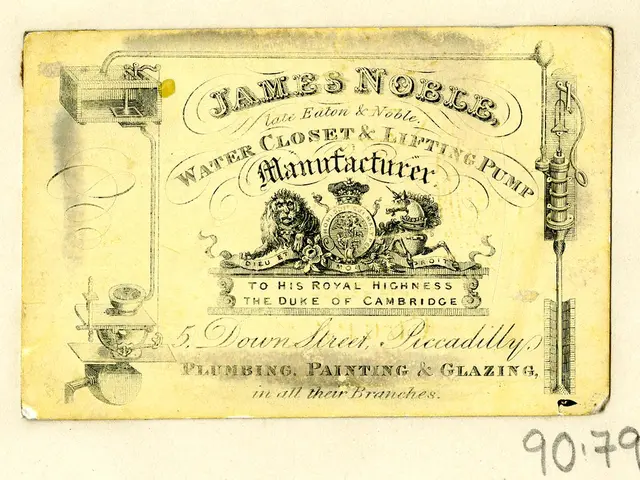 JAMES NOBLE,
late Eaton & Noble.
WATER CLOSET & LIFTING PUMP
Manufacturer
DIEU ET MON DROIT
TO HIS ROYAL HIGHNESS
THE DUKE OF CAMBRIDGE
5, Down Street, Piccadilly,
PLUMBING, PAINTING & GLAZING,
in all their Branches.
90.79